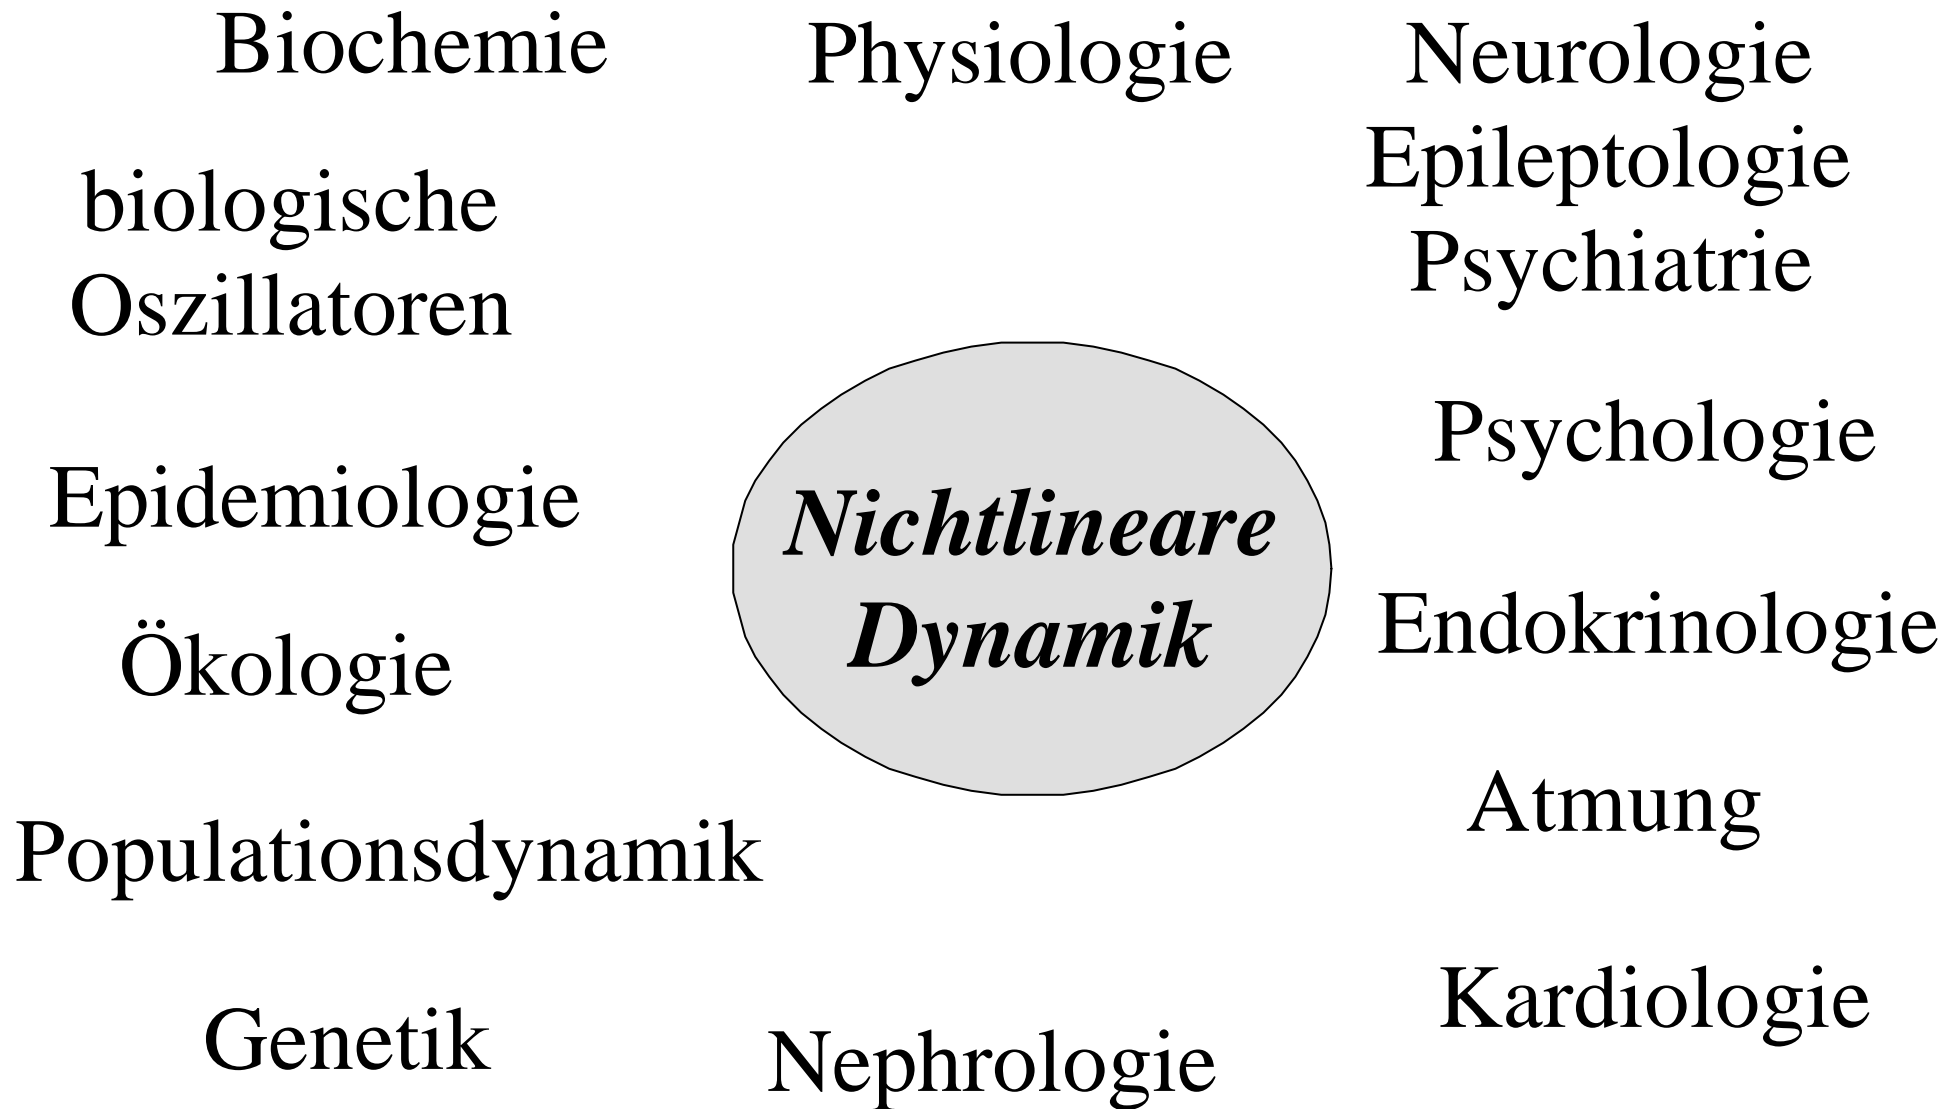 Biochemie
Physiologie
Neurologie
Epileptologie
Psychiatrie
biologische
Oszillatoren
Psychologie
Epidemiologie
Nichtlineare
Dynamik
Endokrinologie
Ökologie
Atmung
Populationsdynamik
Kardiologie
Genetik
Nephrologie